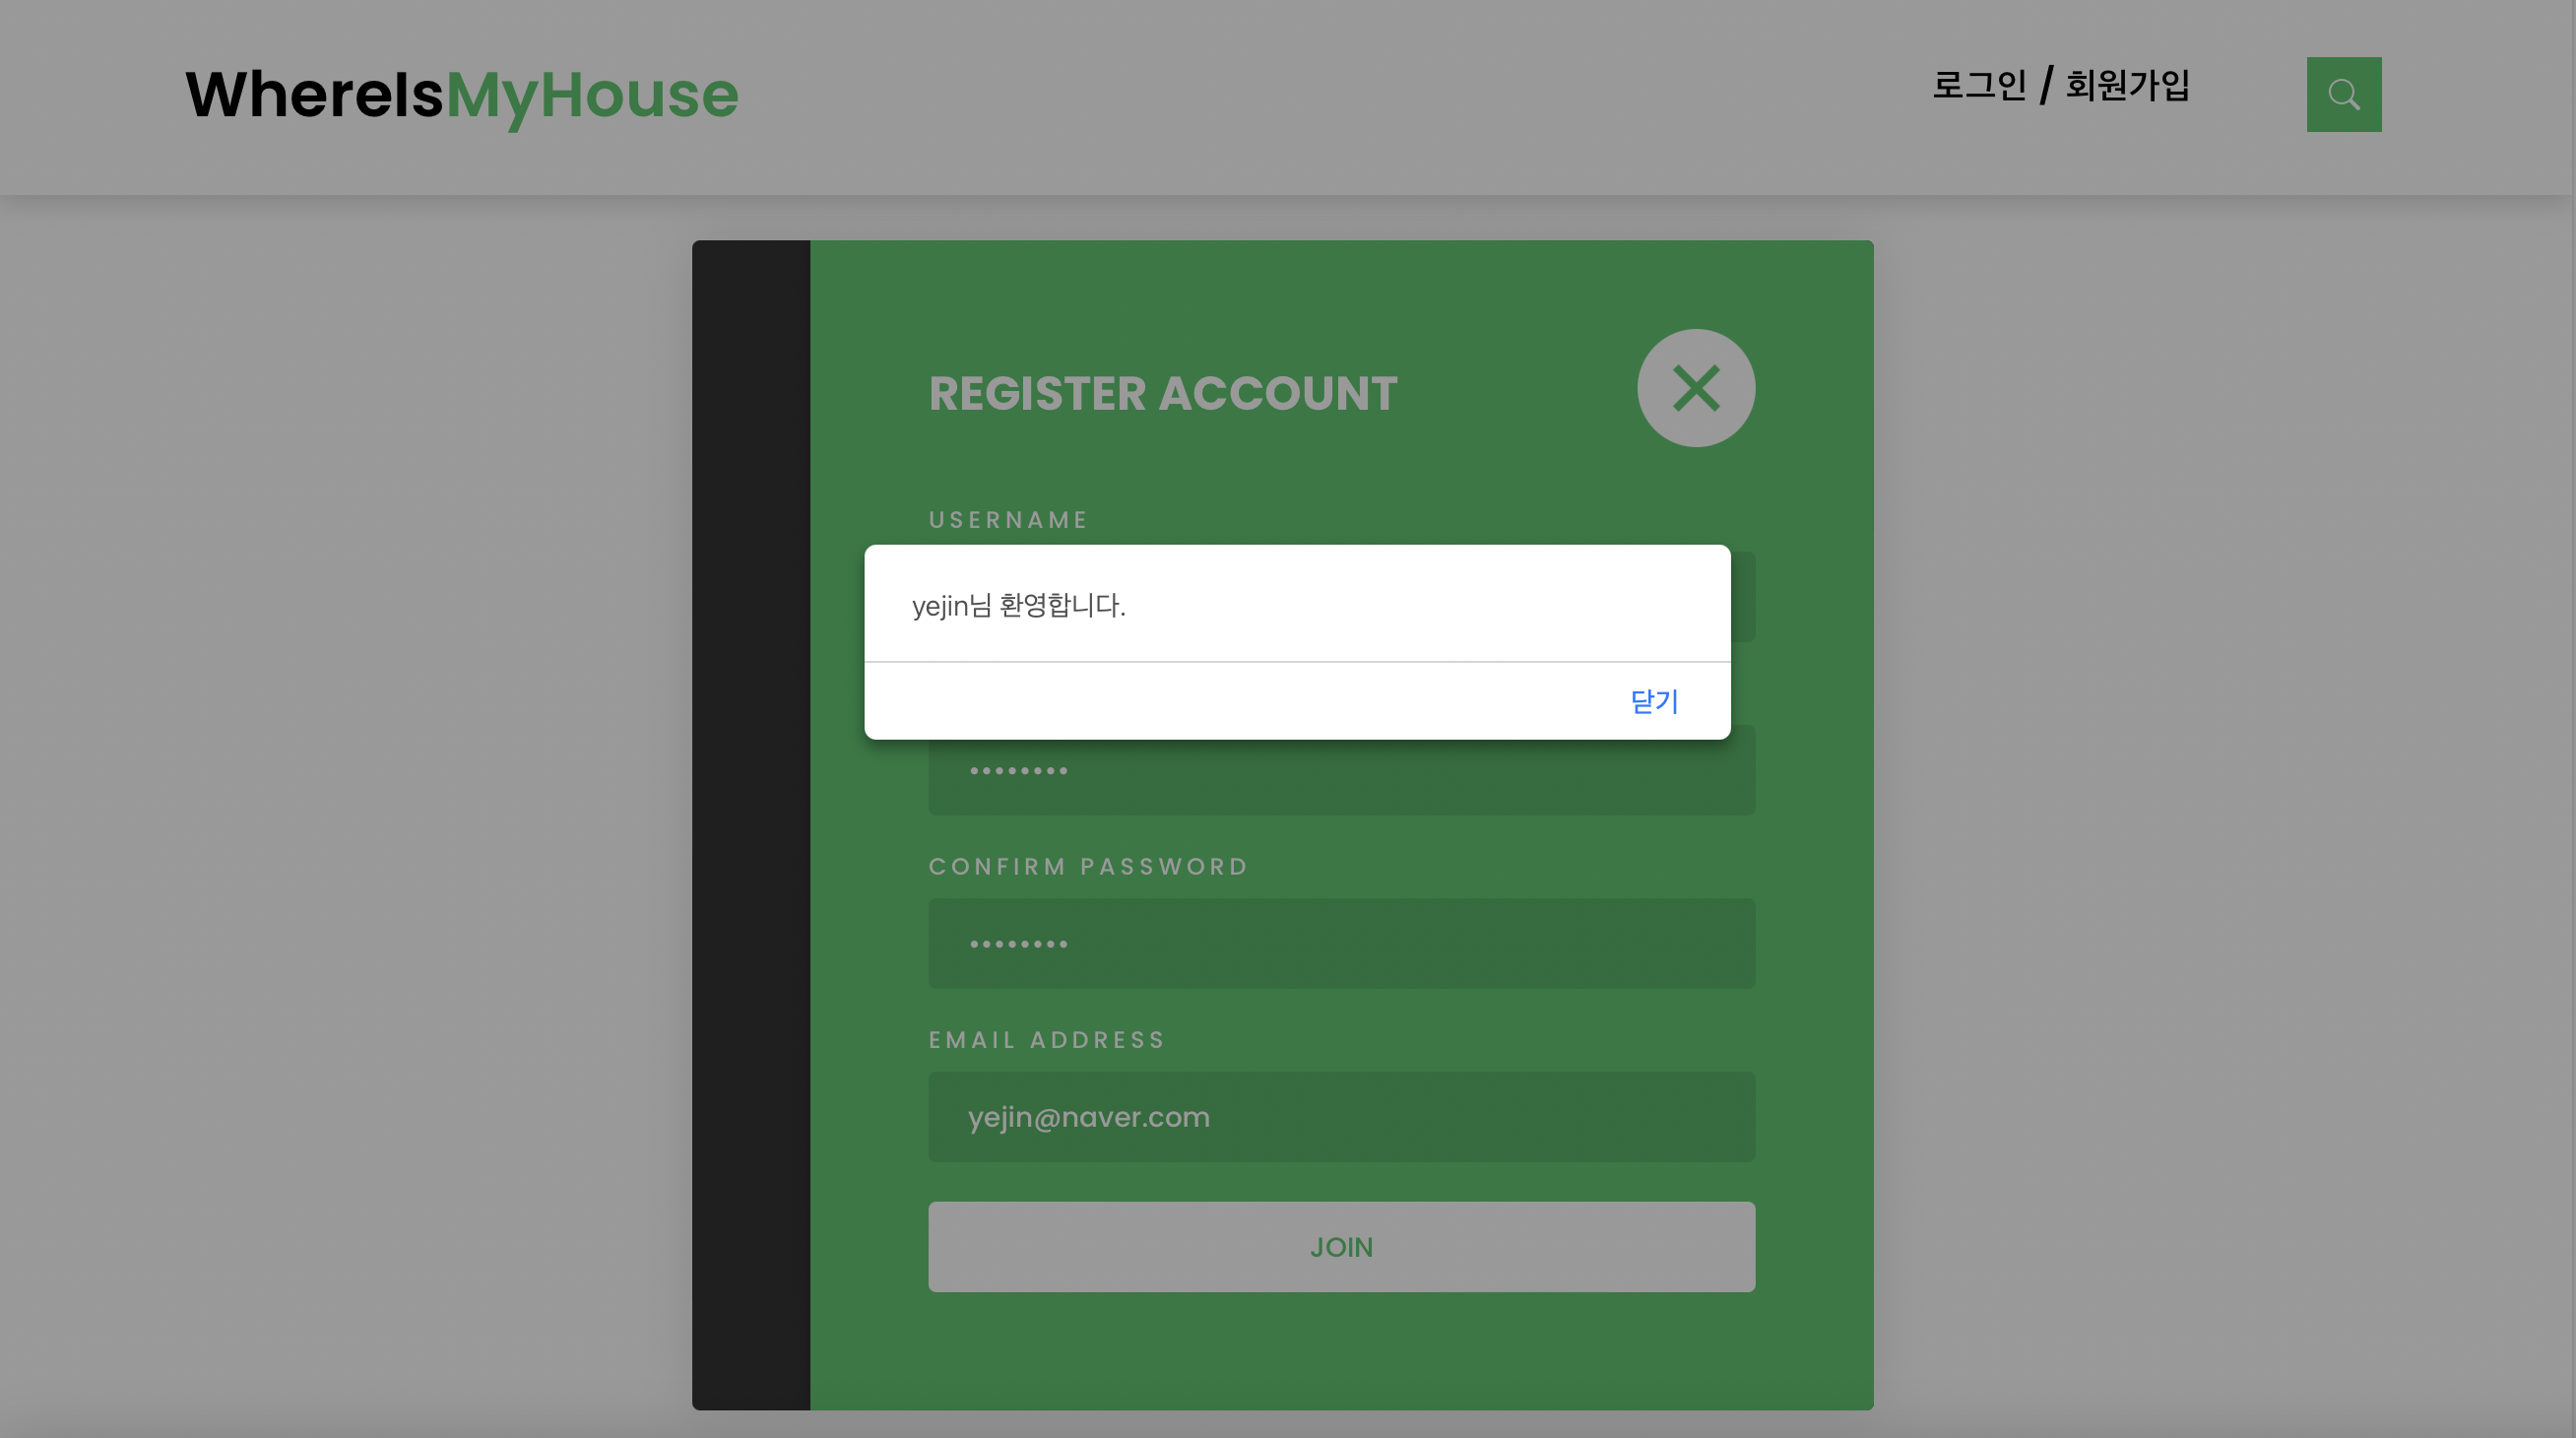 WhereIsMyHouse
로그인 / 회원가입
REGISTER ACCOUNT
USERNAME
yejin님 환영합니다.
닫기
••••••••
CONFIRM PASSWORD
••••••••
EMAIL ADDRESS
yejin@naver.com
JOIN